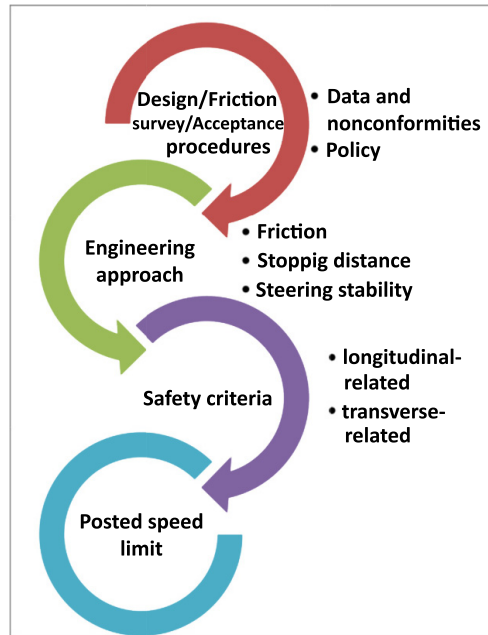 Design/Friction
survey/Acceptance
procedures
• Data and
nonconformities
• Policy
Engineering
approach
• Friction
• Stoppig distance
• Steering stability
Safety criteria
• longitudinal-
related
• transverse-
related
Posted speed
limit